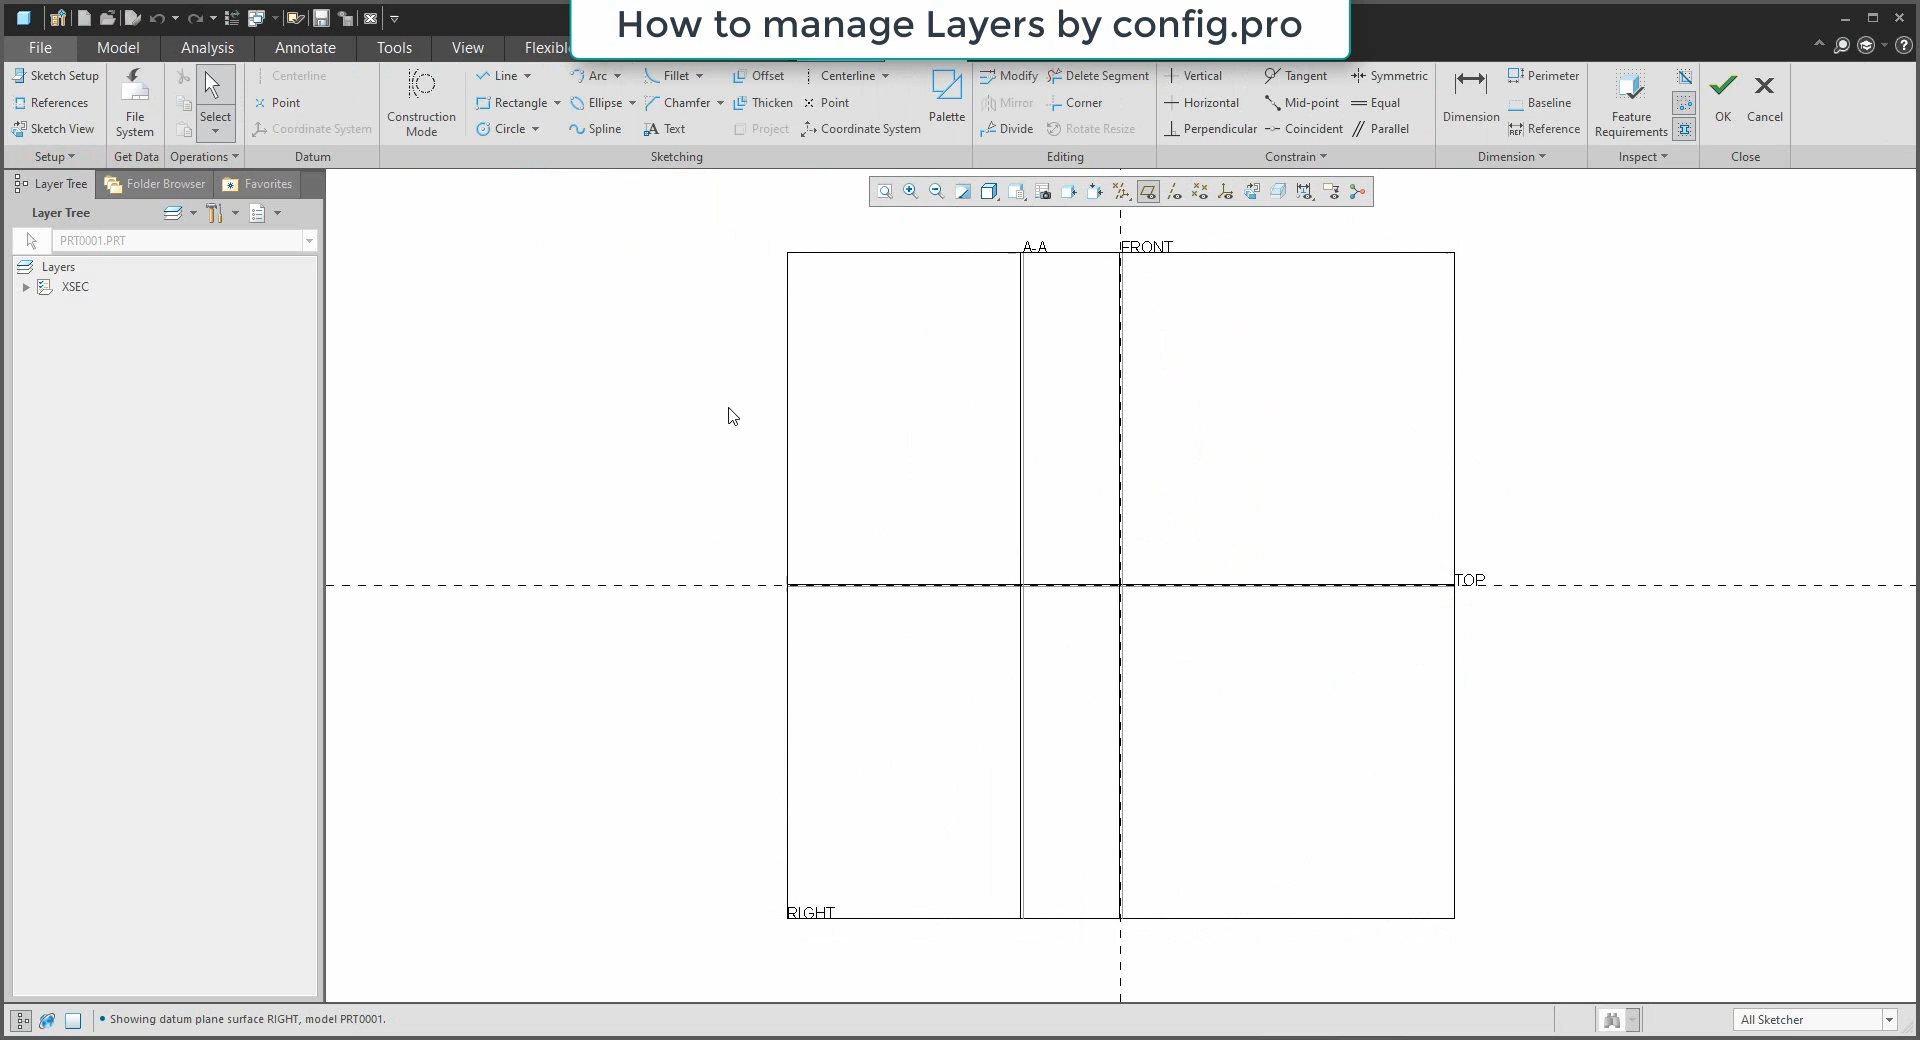 How to manage Layers by config.pro
File Model Analysis Annotate Tools View Flexibl
Sketch Setup
References
Sketch View
Setup
File System
Get Data
Select
Operations
Centerline
Point
Coordinate System
Datum
Construction Mode
Line Arc Fillet Offset Centerline
Rectangle Ellipse Chamfer Thicken Point
Circle Spline Text Project Coordinate System
Palette
Sketching
Modify Delete Segment
Mirror Corner
Divide Rotate Resize
Editing
Vertical Tangent Symmetric
Horizontal Mid-point Equal
Perpendicular Coincident Parallel
Constrain
Dimension
Perimeter
Baseline
REF Reference
Dimension
Feature Requirements
Inspect
OK Cancel
Close
Layer Tree Folder Browser Favorites
Layer Tree
PRT0001.PRT
Layers
XSEC
A-A FRONT
TOP
RIGHT
Showing datum plane surface RIGHT, model PRT0001.
All Sketcher